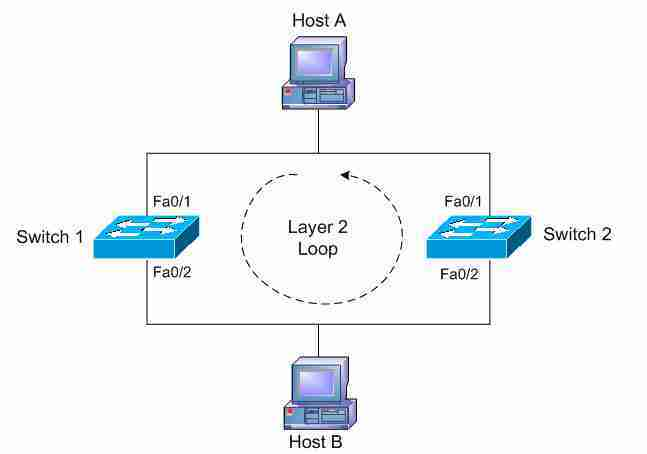 Host A
Fa0/1
Fa0/1
Switch 1
Layer 2
Loop
Switch 2
Fa0/2
Fa0/2
Host B